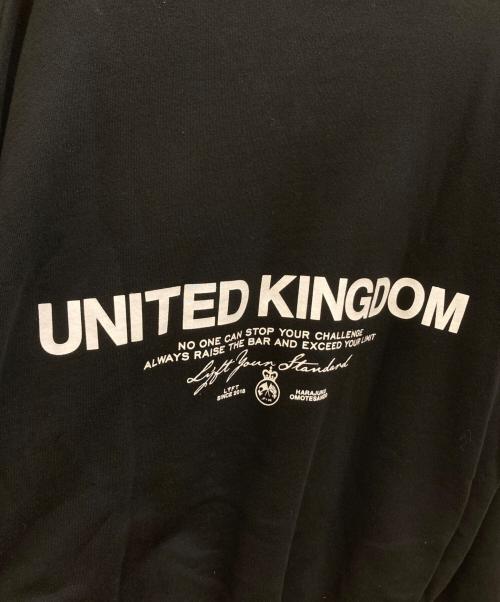 UNITED KINGDOM
NO ONE CAN STOP YOUR CHALLENGE
ALWAYS RAISE THE BAR AND EXCEED YOUR LIMIT
Lyft Your Standard
LYFT HARAJUKU
SINCE 2018 OMOTESANDO